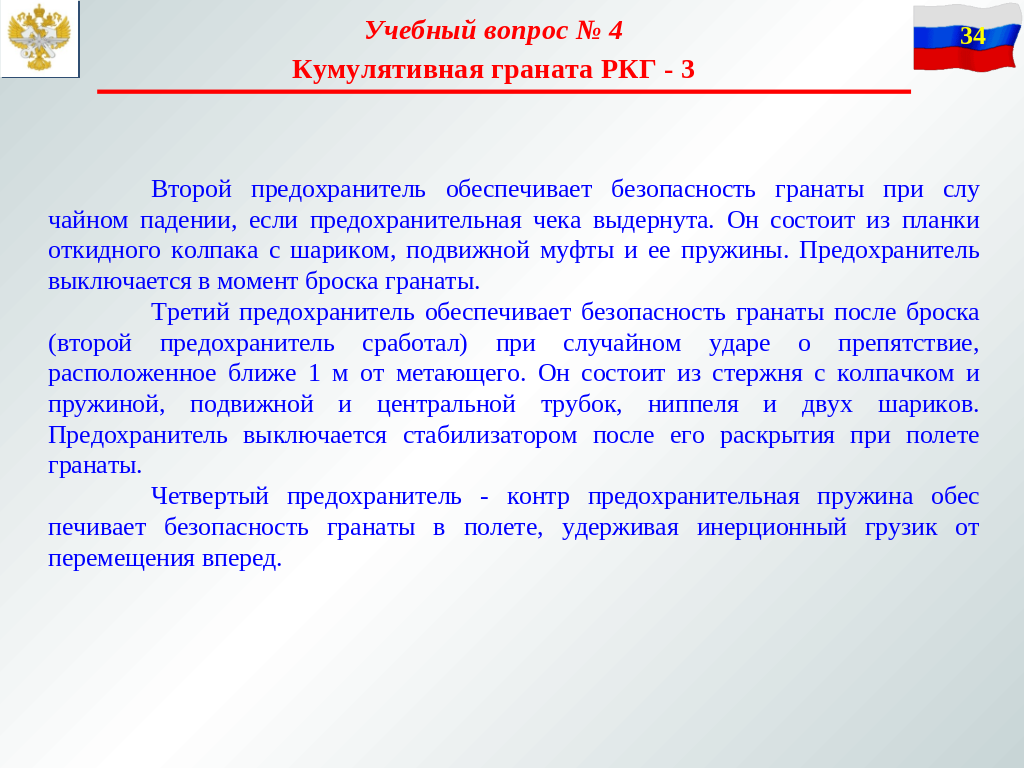 Учебный вопрос № 4
34
Кумулятивная граната РКГ - 3
Второй предохранитель обеспечивает безопасность гранаты при слу
чайном падении, если предохранительная чека выдернута. Он состоит из планки
откидного колпака с шариком, подвижной муфты и ее пружины. Предохранитель
выключается в момент броска гранаты.
Третий предохранитель обеспечивает безопасность гранаты после броска
(второй предохранитель сработал) при случайном ударе о препятствие,
расположенное ближе 1 м от метающего. Он состоит из стержня с колпачком и
пружиной, подвижной и центральной трубок, ниппеля и двух шариков.
Предохранитель выключается стабилизатором после его раскрытия при полете
гранаты.
Четвертый предохранитель - контр предохранительная пружина обес
печивает безопасность гранаты в полете, удерживая инерционный грузик от
перемещения вперед.